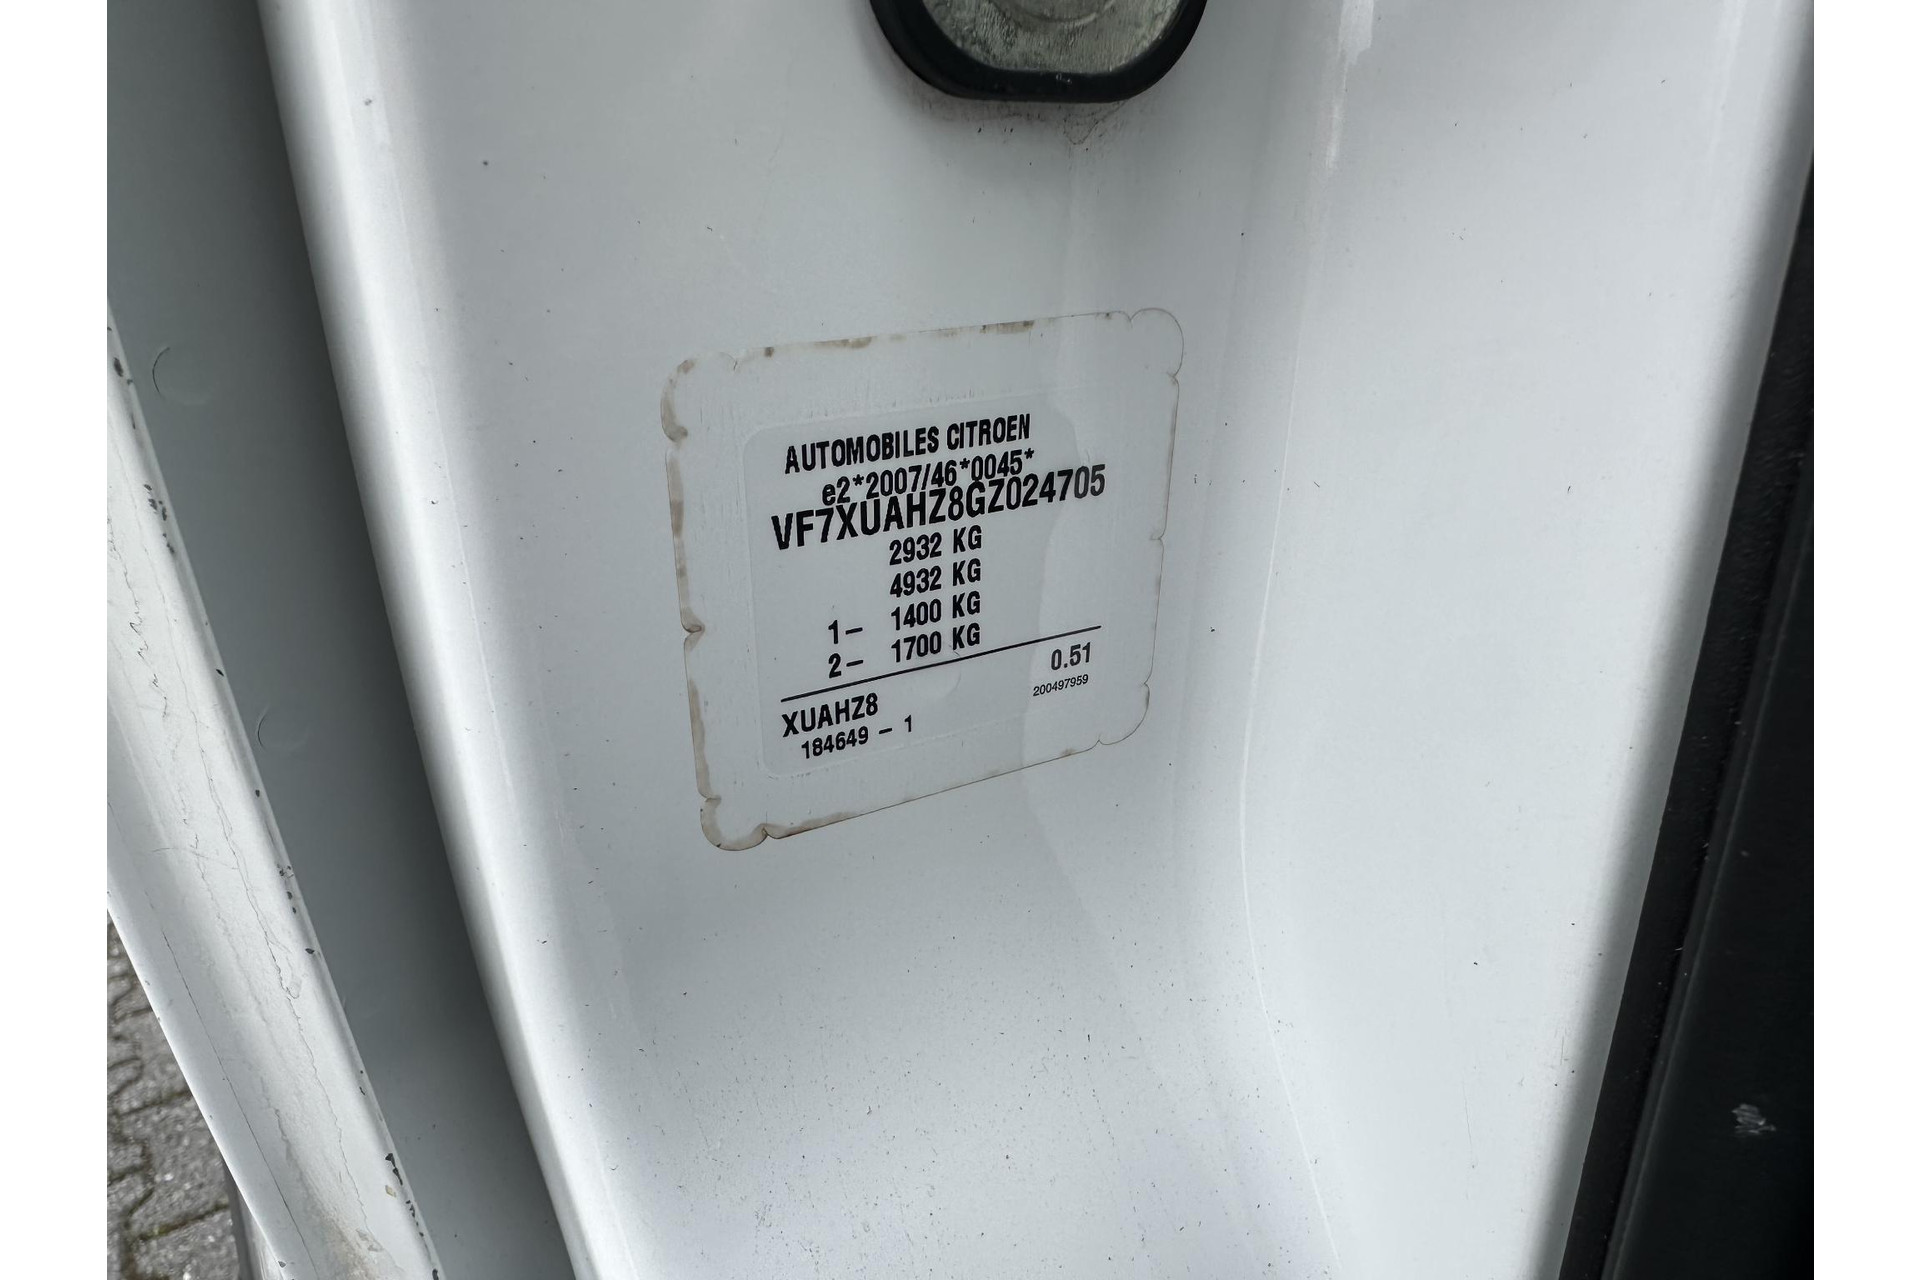 AUTOMOBILES CITROEN
e2*2007/46*0045*
VF7XUAHZ8GZ024705
2932 KG
4932 KG
1- 1400 KG
2- 1700 KG
0.51
XUAHZ8 200497959
184649 - 1